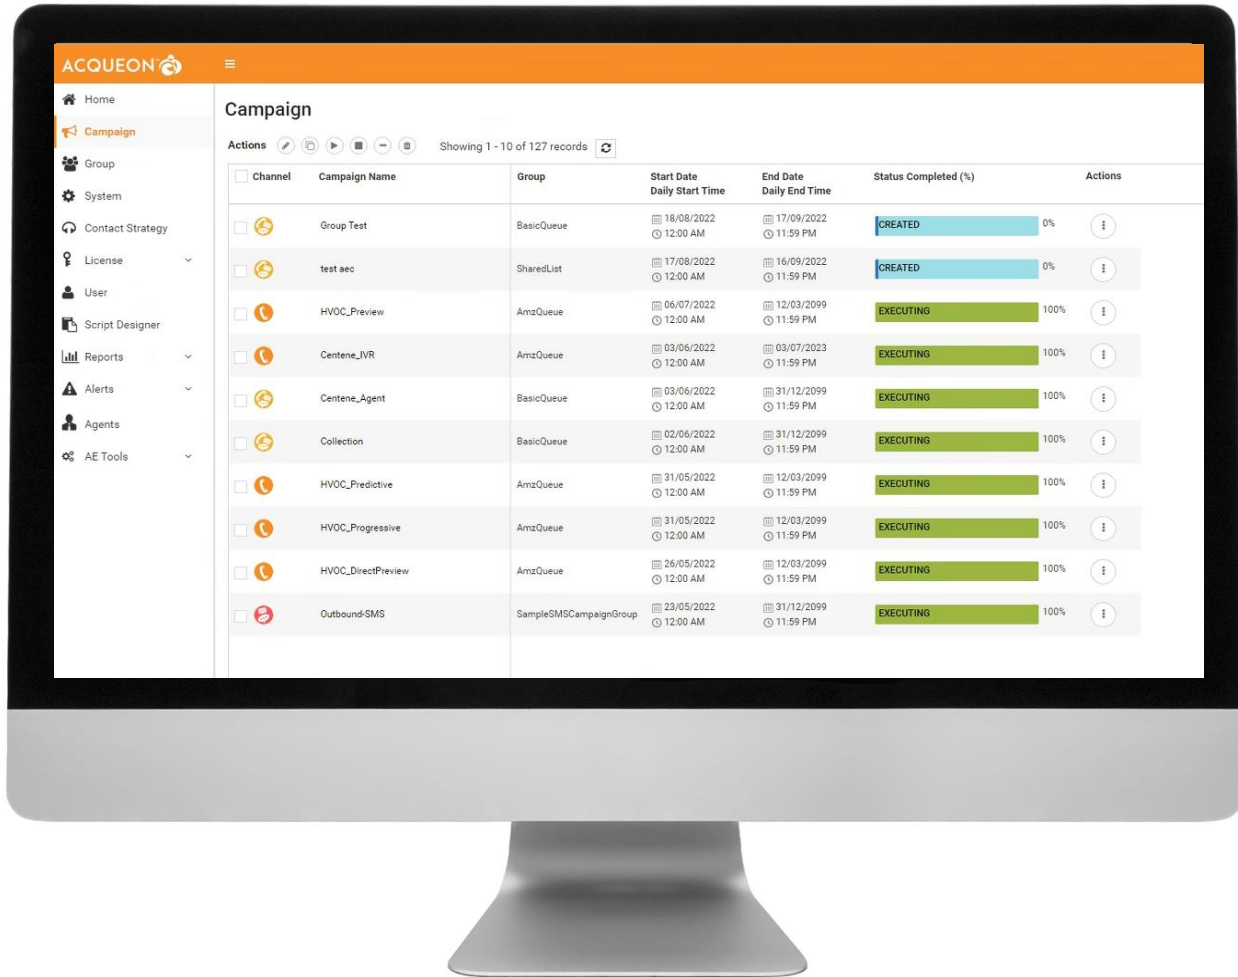 ACQUEON
Home
Campaign
Group
System
Contact Strategy
License
User
Script Designer
Reports
Alerts
Agents
AE Tools
Campaign
Actions Showing 1 - 10 of 127 records
Channel Campaign Name Group Start Date End Date Status Completed (%) Actions
Daily Start Time Daily End Time
Group Test BasicQueue 18/08/2022 17/09/2022 CREATED 0%
12:00 AM 11:59 PM
test aec SharedList 17/08/2022 16/09/2022 CREATED 0%
12:00 AM 11:59 PM
HVOC_Preview AmzQueue 06/07/2022 12/03/2099 EXECUTING 100%
12:00 AM 11:59 PM
Centene_IVR AmzQueue 03/06/2022 03/07/2023 EXECUTING 100%
12:00 AM 11:59 PM
Centene_Agent BasicQueue 03/06/2022 31/12/2099 EXECUTING 100%
12:00 AM 11:59 PM
Collection BasicQueue 02/06/2022 31/12/2099 EXECUTING 100%
12:00 AM 11:59 PM
HVOC_Predictive AmzQueue 31/05/2022 12/03/2099 EXECUTING 100%
12:00 AM 11:59 PM
HVOC_Progressive AmzQueue 31/05/2022 12/03/2099 EXECUTING 100%
12:00 AM 11:59 PM
HVOC_DirectPreview AmzQueue 26/05/2022 12/03/2099 EXECUTING 100%
12:00 AM 11:59 PM
Outbound-SMS SampleSMSCampaignGroup 23/05/2022 31/12/2099 EXECUTING 100%
12:00 AM 11:59 PM